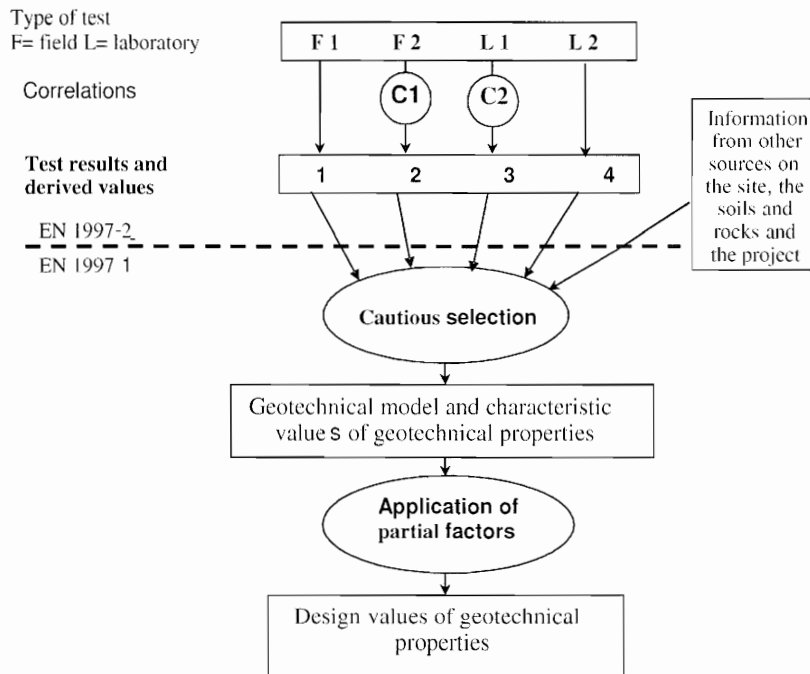 Type of test
F= field L= laboratory
F 1 F 2 L 1 L 2
Correlations
C1 C2
Information
from other
sources on
the site, the
soils and
rocks and
the project
Test results and
derived values
1 2 3 4
EN 1997-2
EN 1997 1
Cautious selection
Geotechnical model and characteristic
values of geotechnical properties
Application of
partial factors
Design values of geotechnical
properties